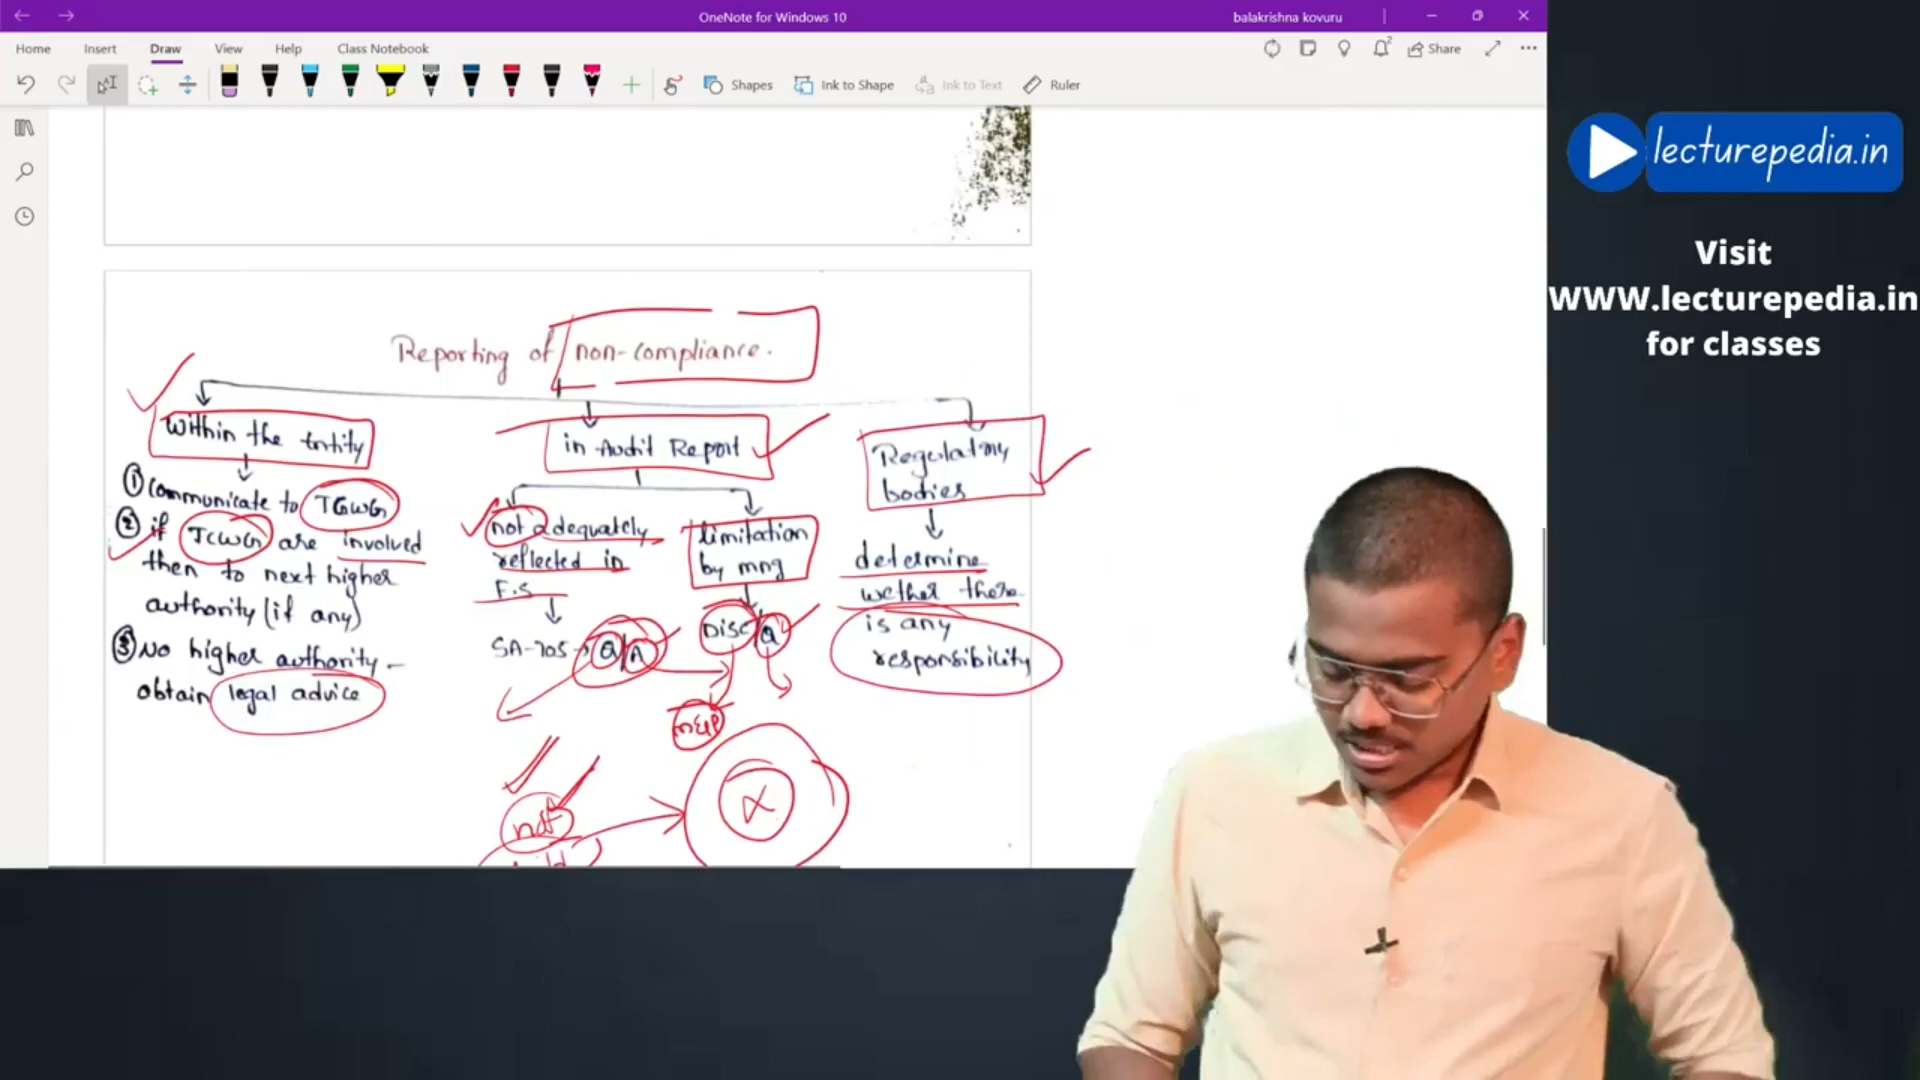 OneNote for Windows 10
balakrishna kovuru
Home Insert Draw View Help Class Notebook
2
Share
Shapes
Ink to Shape
Ink to Text
Ruler
lecturepedia.in
Visit
WWW.lecturepedia.in
for classes
Reporting of non-compliance.
Within the Entity
① Communicate to TGWG
② if TCWG are involved
then to next higher
authority (if any)
③ No higher authority -
obtain legal advice
in Audit Report
not adequately
reflected in
F.S
SA-705 → Q/A
limitation
by mng
Disc/Q
m&p
not
Regulatory
bodies
determine
wether there
is any
responsibility